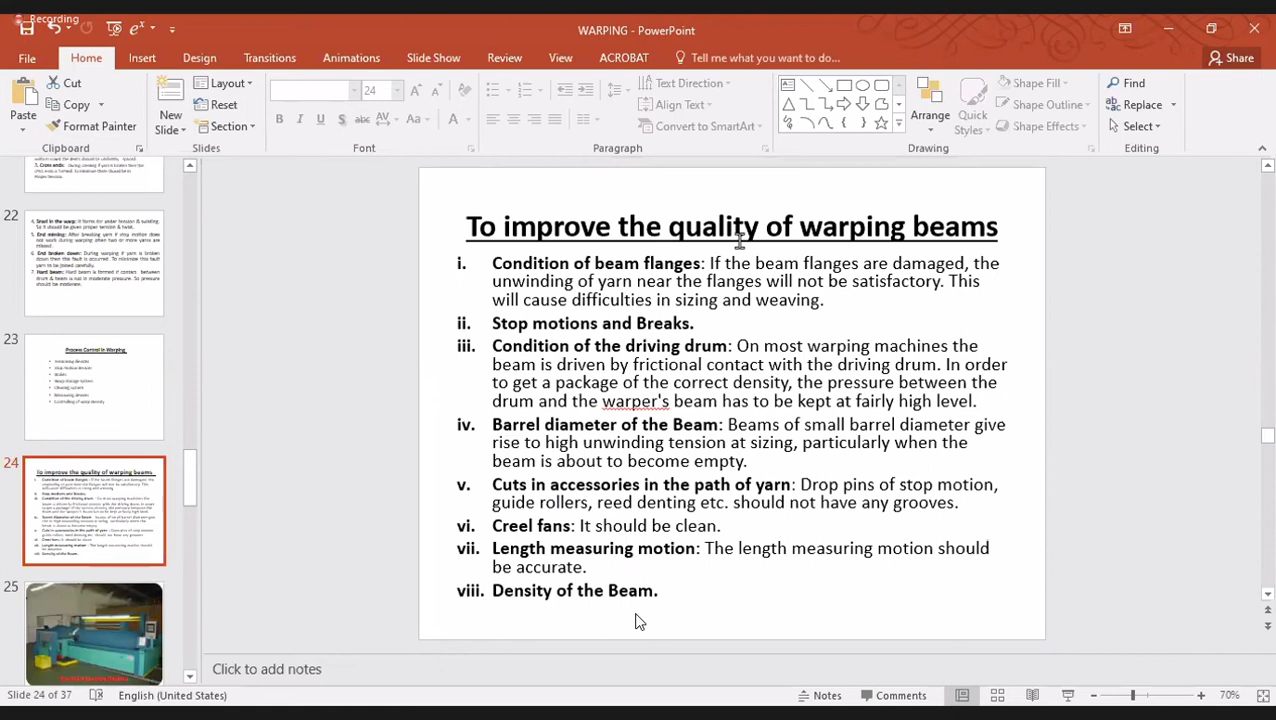 Recording
WARPING - PowerPoint
File Home Insert Design Transitions Animations Slide Show Review View ACROBAT Tell me what you want to do... Share
Paste
Cut
Copy
Format Painter
Clipboard
New
Slide
Layout
Reset
Section
Slides
24
Font
Text Direction
Align Text
Convert to SmartArt
Paragraph
Arrange
Quick
Styles
Shape Fill
Shape Outline
Shape Effects
Drawing
Find
Replace
Select
Editing
22
23
Process Control in Warping
24
To improve the quality of warping beams
25
To improve the quality of warping beams
i. Condition of beam flanges: If the beam flanges are damaged, the
unwinding of yarn near the flanges will not be satisfactory. This
will cause difficulties in sizing and weaving.
ii. Stop motions and Breaks.
iii. Condition of the driving drum: On most warping machines the
beam is driven by frictional contact with the driving drum. In order
to get a package of the correct density, the pressure between the
drum and the warper's beam has to be kept at fairly high level.
iv. Barrel diameter of the Beam: Beams of small barrel diameter give
rise to high unwinding tension at sizing, particularly when the
beam is about to become empty.
v. Cuts in accessories in the path of yarn: Drop pins of stop motion,
guide rollers, reed denting etc. should not have any grooves.
vi. Creel fans: It should be clean.
vii. Length measuring motion: The length measuring motion should
be accurate.
viii. Density of the Beam.
Click to add notes
Slide 24 of 37 English (United States) Notes Comments 70%